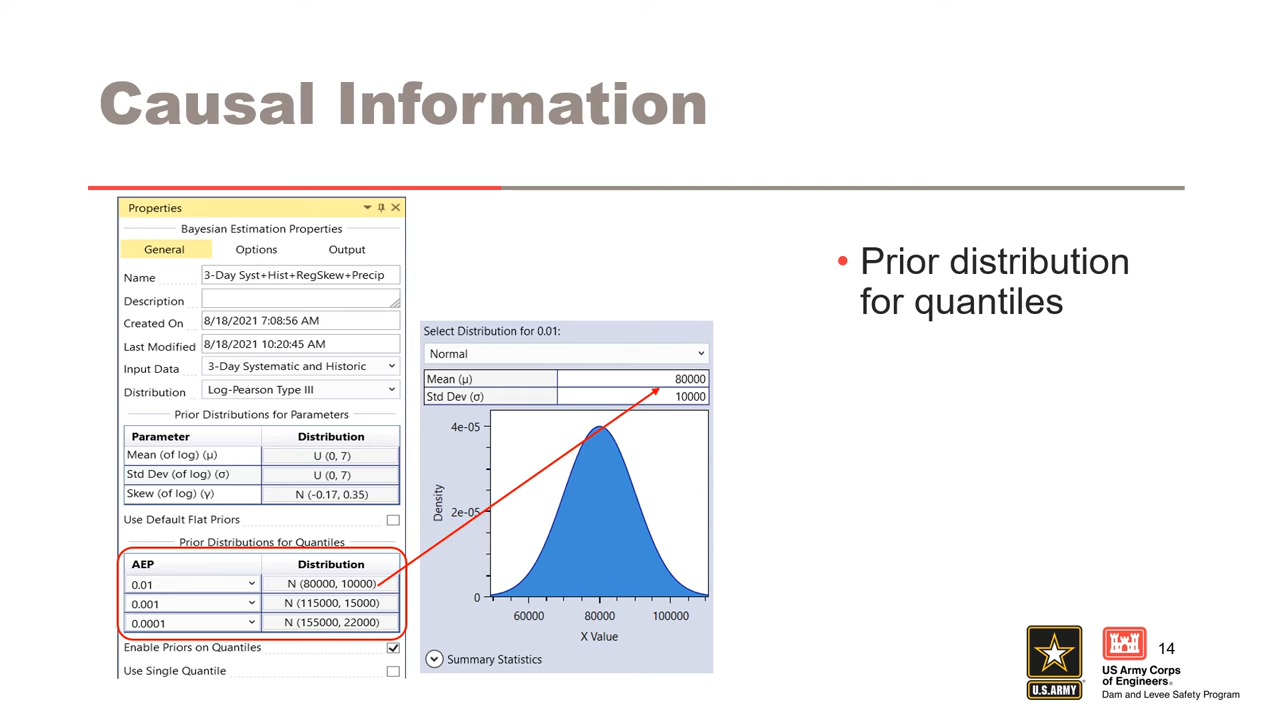 Causal Information
Properties
Bayesian Estimation Properties
General Options Output
Name 3-Day Syst+Hist+RegSkew+Precip
Description
Created On 8/18/2021 7:08:56 AM
Last Modified 8/18/2021 10:20:45 AM
Input Data 3-Day Systematic and Historic
Distribution Log-Pearson Type III
Prior Distributions for Parameters
Parameter Distribution
Mean (of log) (µ) U (0, 7)
Std Dev (of log) (σ) U (0, 7)
Skew (of log) (γ) N (-0.17, 0.35)
Use Default Flat Priors
Prior Distributions for Quantiles
AEP Distribution
0.01 N (80000, 10000)
0.001 N (115000, 15000)
0.0001 N (155000, 22000)
Enable Priors on Quantiles
Use Single Quantile
Select Distribution for 0.01:
Normal
Mean (µ) 80000
Std Dev (σ) 10000
4e-05
2e-05
0
Density
60000 80000 100000
X Value
Summary Statistics
• Prior distribution
for quantiles
U.S.ARMY
US Army Corps
of Engineers®
Dam and Levee Safety Program
14